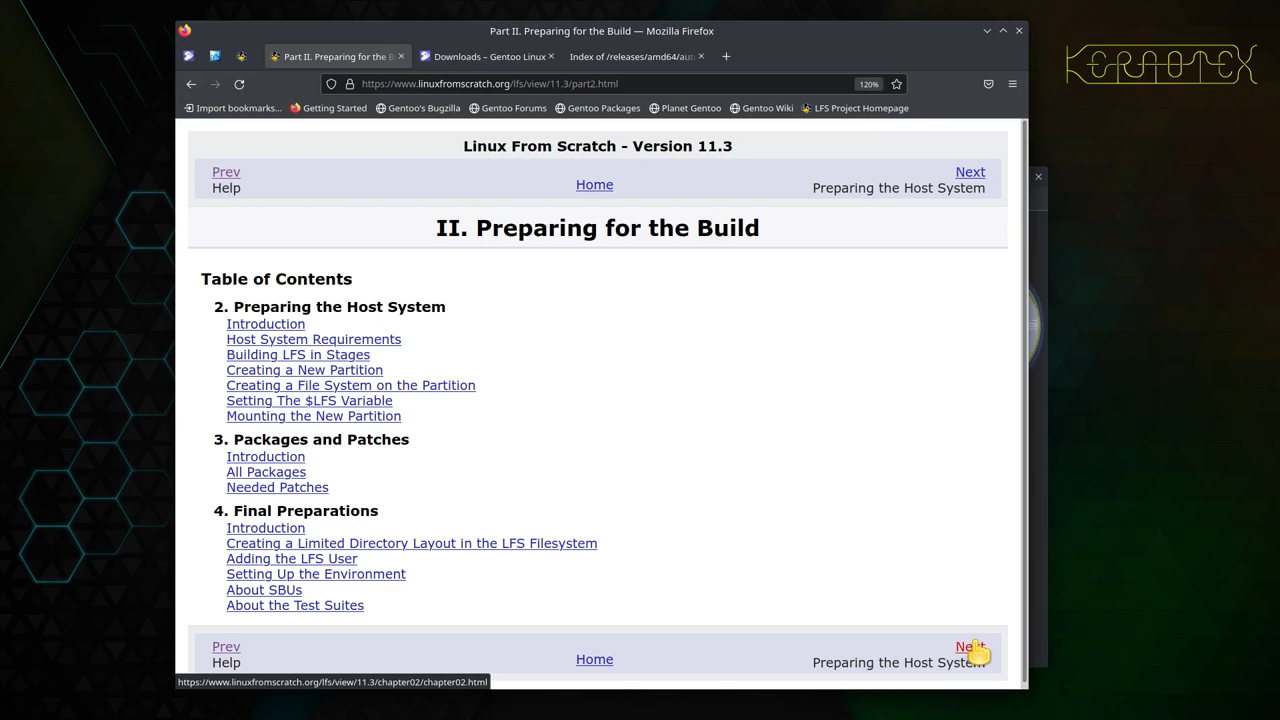 Part II. Preparing for the Build — Mozilla Firefox
KERAOTEX
Part II. Preparing for the B
Downloads – Gentoo Linux
Index of /releases/amd64/aut
https://www.linuxfromscratch.org/lfs/view/11.3/part2.html
120%
Import bookmarks...
Getting Started
Gentoo's Bugzilla
Gentoo Forums
Gentoo Packages
Planet Gentoo
Gentoo Wiki
LFS Project Homepage
Linux From Scratch - Version 11.3
Prev
Next
Help
Home
Preparing the Host System
II. Preparing for the Build
Table of Contents
2. Preparing the Host System
Introduction
Host System Requirements
Building LFS in Stages
Creating a New Partition
Creating a File System on the Partition
Setting The $LFS Variable
Mounting the New Partition
3. Packages and Patches
Introduction
All Packages
Needed Patches
4. Final Preparations
Introduction
Creating a Limited Directory Layout in the LFS Filesystem
Adding the LFS User
Setting Up the Environment
About SBUs
About the Test Suites
Prev
Next
Help
Home
Preparing the Host System
https://www.linuxfromscratch.org/lfs/view/11.3/chapter02/chapter02.html